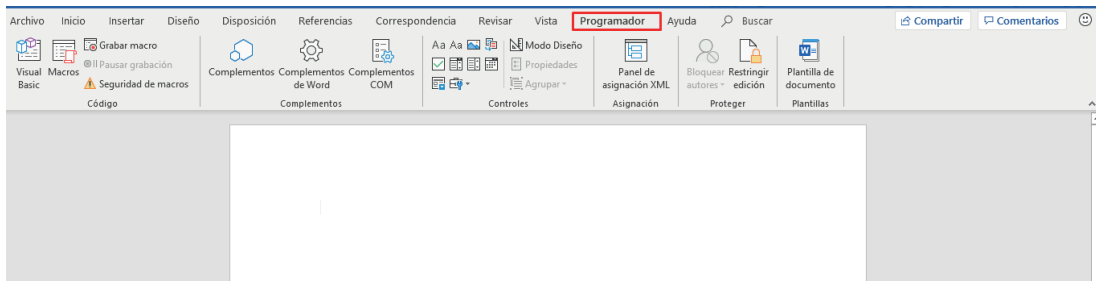 Archivo Inicio Insertar Diseño Disposición Referencias Correspondencia Revisar Vista Programador Ayuda Buscar Compartir Comentarios
Visual Basic
Macros
Grabar macro
Pausar grabación
Seguridad de macros
Código
Complementos
Complementos de Word
Complementos COM
Complementos
Aa Aa
Modo Diseño
Propiedades
Agrupar
Controles
Panel de asignación XML
Asignación
Bloquear autores
Restringir edición
Proteger
Plantilla de documento
Plantillas